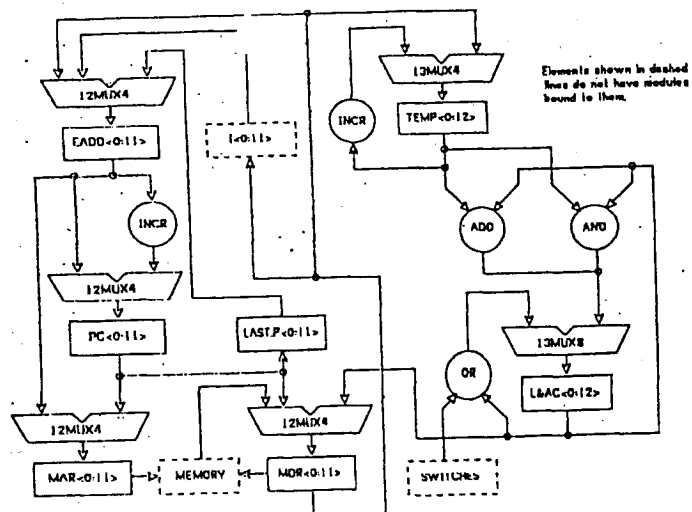 12MUX4
EADD<0:11>
INCR
12MUX4
PC<0:11>
12MUX4
MAR<0:11>
I<0:11>
LAST.P<0:11>
12MUX4
MEMORY
MDR<0:11>
13MUX4
INCR
TEMP<0:12>
ADD
AND
13MUX8
OR
L&AC<0:12>
SWITCHES
Elements shown in dashed
lines do not have modules
bound to them.